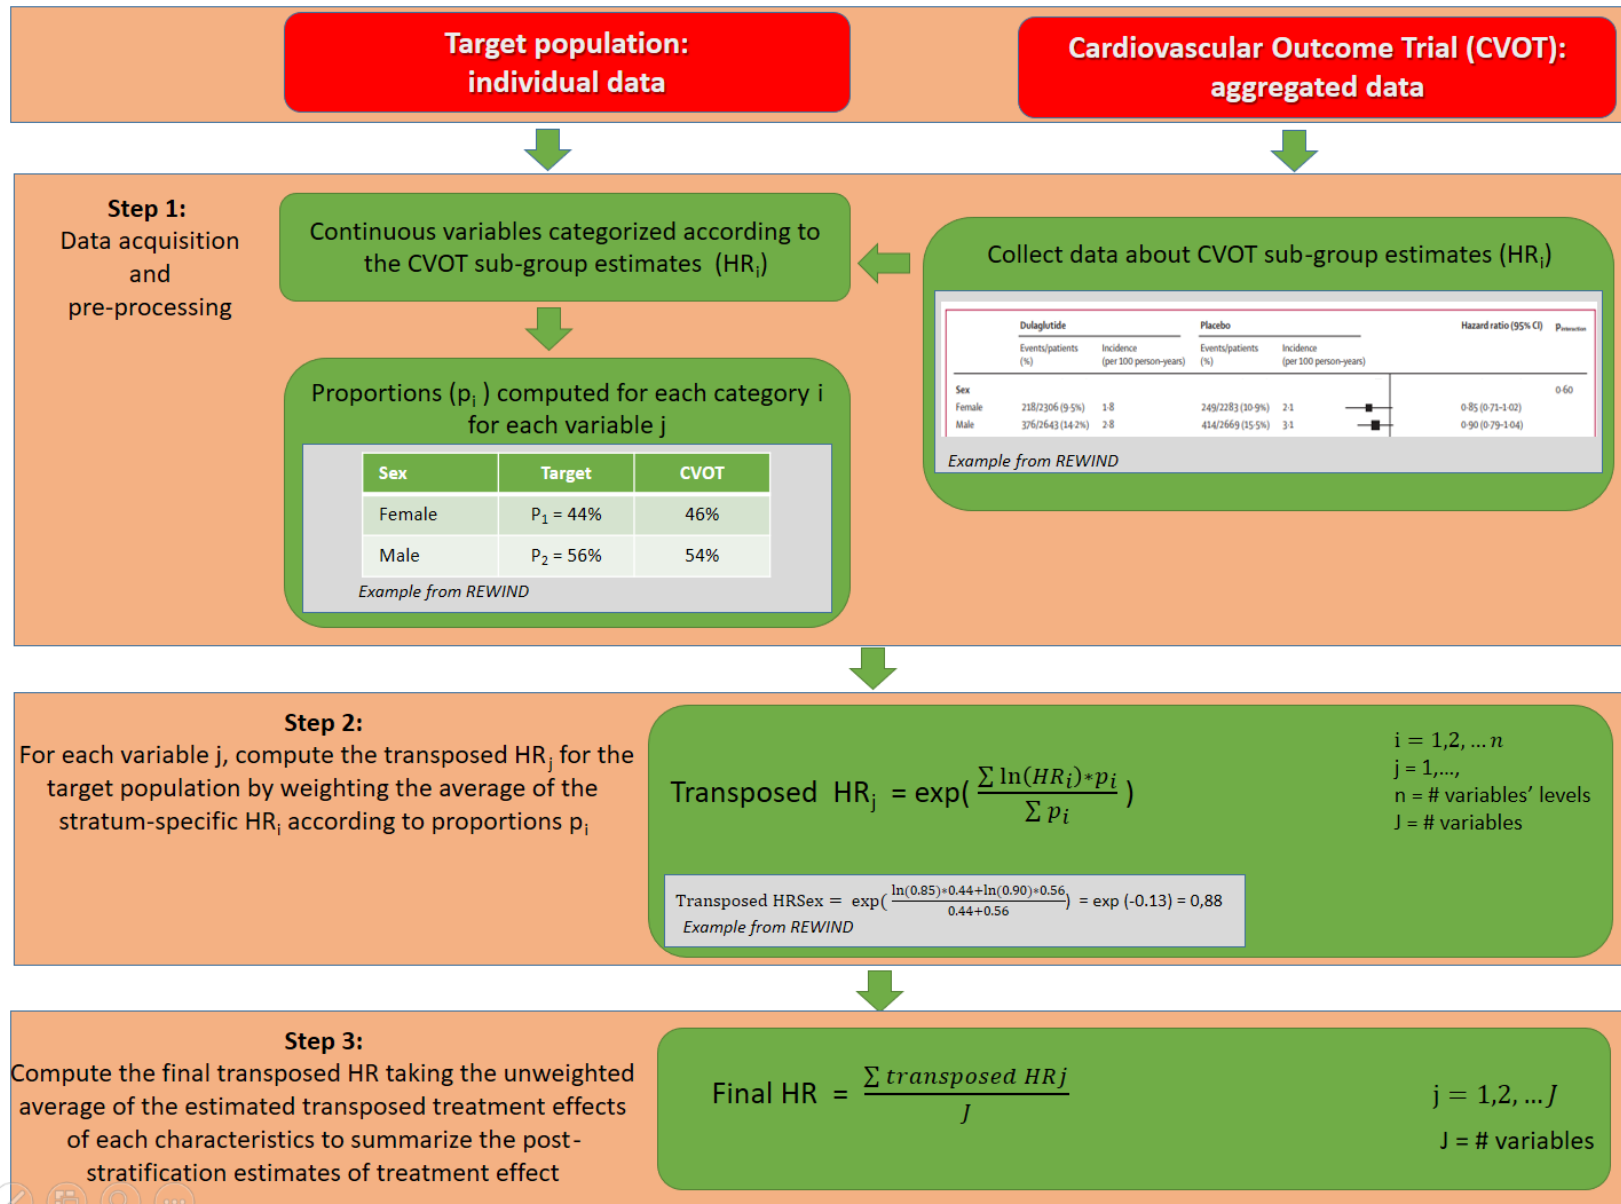 Target population:
individual data
Cardiovascular Outcome Trial (CVOT):
aggregated data
Step 1:
Data acquisition
and
pre-processing
Continuous variables categorized according to
the CVOT sub-group estimates (HRi)
Proportions (pi ) computed for each category i
for each variable j
Sex Target CVOT
Female P1 = 44% 46%
Male P2 = 56% 54%
Example from REWIND
Collect data about CVOT sub-group estimates (HRi)
Dulaglutide Placebo Hazard ratio (95% CI) pinteraction
Events/patients Incidence Events/patients Incidence
(%) (per 100 person-years) (%) (per 100 person-years)
Sex 0·60
Female 218/2306 (9·5%) 1·8 249/2283 (10·9%) 2·1 0·85 (0·71–1·02)
Male 376/2643 (14·2%) 2·8 414/2669 (15·5%) 3·1 0·90 (0·79–1·04)
Example from REWIND
Step 2:
For each variable j, compute the transposed HRj for the
target population by weighting the average of the
stratum-specific HRi according to proportions pi
Transposed HRj = exp( ∑ ln(HRi)*pi / ∑ pi )
i = 1,2, … n
j = 1,…,
n = # variables' levels
J = # variables
Transposed HRSex = exp( ln(0.85)*0.44+ln(0.90)*0.56 / 0.44+0.56 ) = exp (-0.13) = 0,88
Example from REWIND
Step 3:
Compute the final transposed HR taking the unweighted
average of the estimated transposed treatment effects
of each characteristics to summarize the post-
stratification estimates of treatment effect
Final HR = ∑ transposed HRj / J
j = 1,2, … J
J = # variables